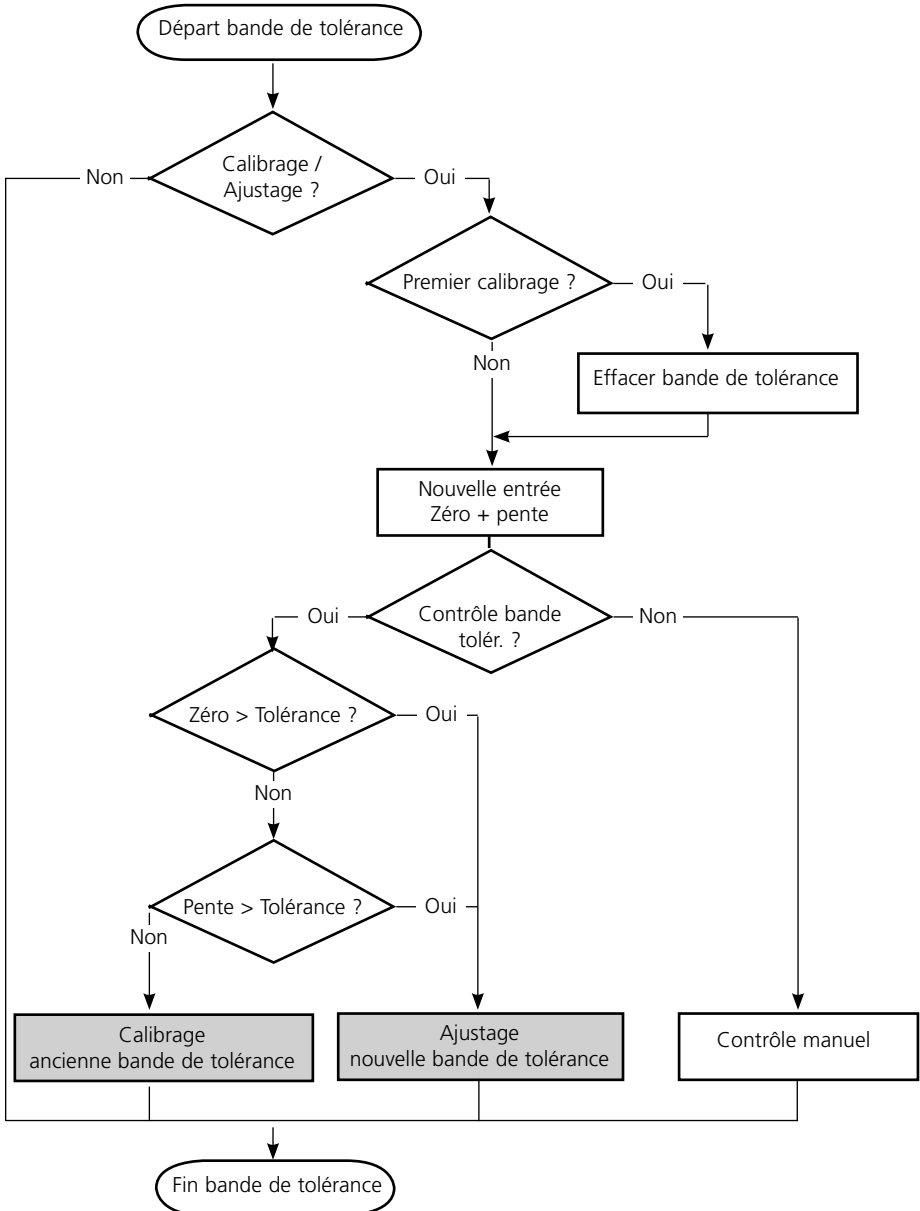 Départ bande de tolérance
Calibrage /
Ajustage ?
Non
Oui
Premier calibrage ?
Oui
Non
Effacer bande de tolérance
Nouvelle entrée
Zéro + pente
Contrôle bande
tolér. ?
Oui
Non
Zéro > Tolérance ?
Oui
Non
Pente > Tolérance ?
Oui
Non
Calibrage
ancienne bande de tolérance
Ajustage
nouvelle bande de tolérance
Contrôle manuel
Fin bande de tolérance